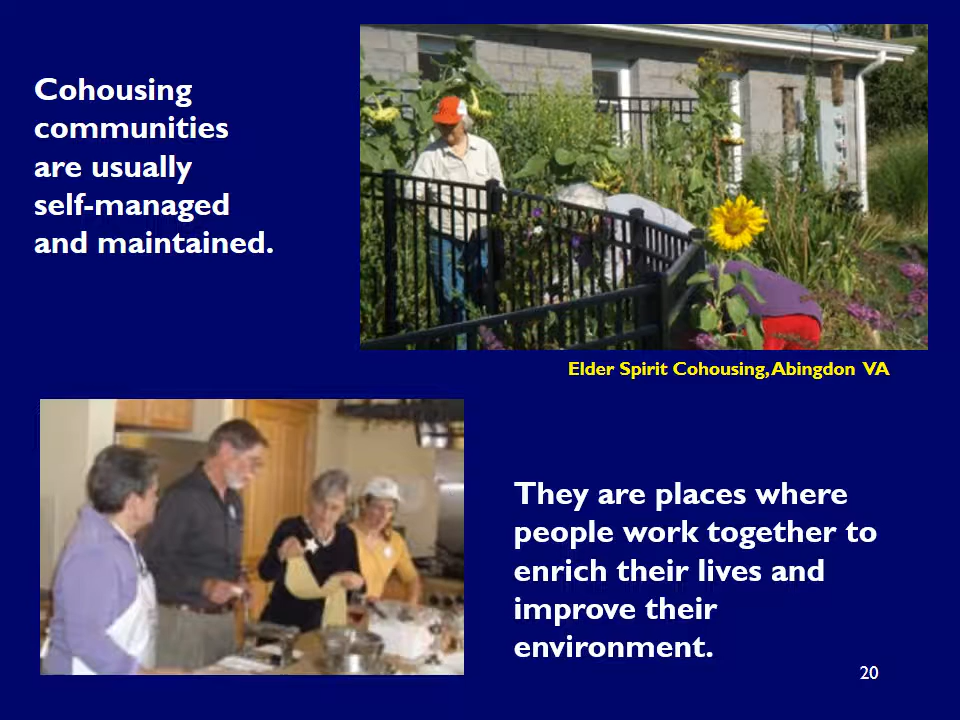 Cohousing
communities
are usually
self-managed
and maintained.
Elder Spirit Cohousing, Abingdon VA
They are places where
people work together to
enrich their lives and
improve their
environment.
20